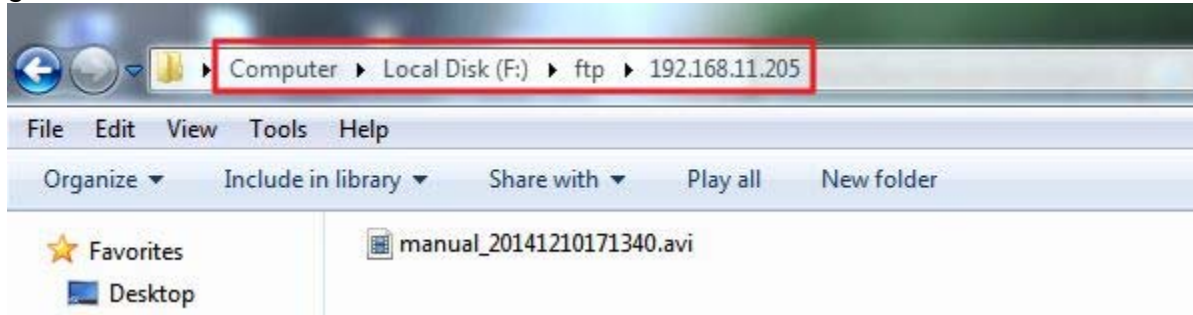 Computer ▸ Local Disk (F:) ▸ ftp ▸ 192.168.11.205
File Edit View Tools Help
Organize ▾ Include in library ▾ Share with ▾ Play all New folder
Favorites manual_20141210171340.avi
Desktop